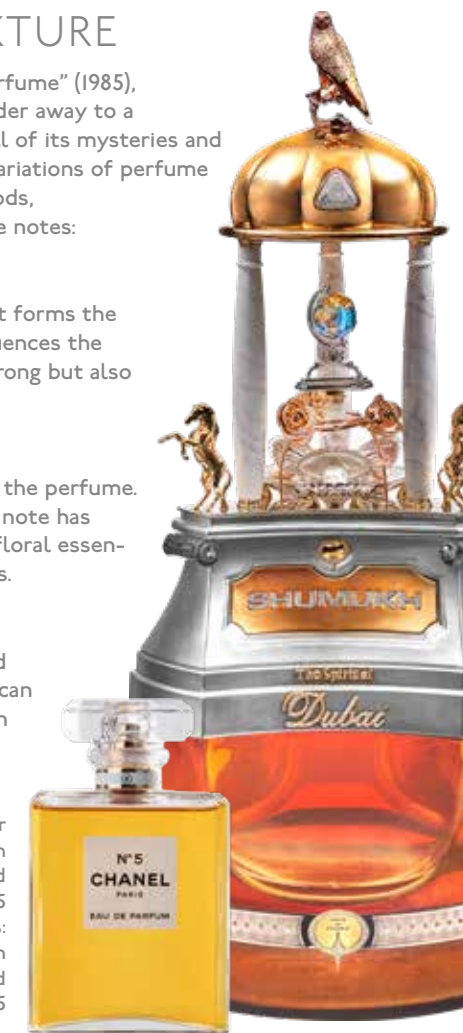 XTURE
rfume” (1985),
der away to a
ll of its mysteries and
ariations of perfume
ods,
e notes:
t forms the
uences the
rong but also
the perfume.
note has
floral essen-
s.
d
can
n
r
n
d
5
s:
n
d
5
SHUMUKH
The Spirit of
Dubai
N°5
CHANEL
PARIS
EAU DE PARFUM